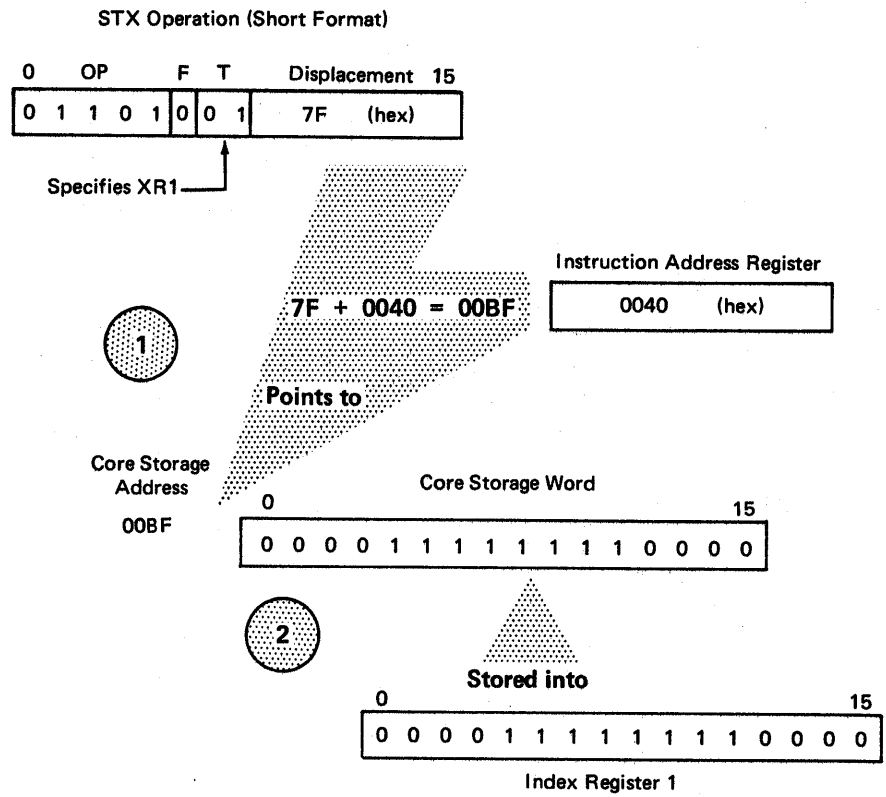 STX Operation (Short Format)
0 OP F T Displacement 15
0 1 1 0 1 0 0 1 7F (hex)
Specifies XR1
Instruction Address Register
7F + 0040 = 00BF
0040 (hex)
1
Points to
Core Storage
Address
00BF
Core Storage Word
0 15
0 0 0 0 1 1 1 1 1 1 1 1 0 0 0 0
2
Stored into
0 15
0 0 0 0 1 1 1 1 1 1 1 1 0 0 0 0
Index Register 1